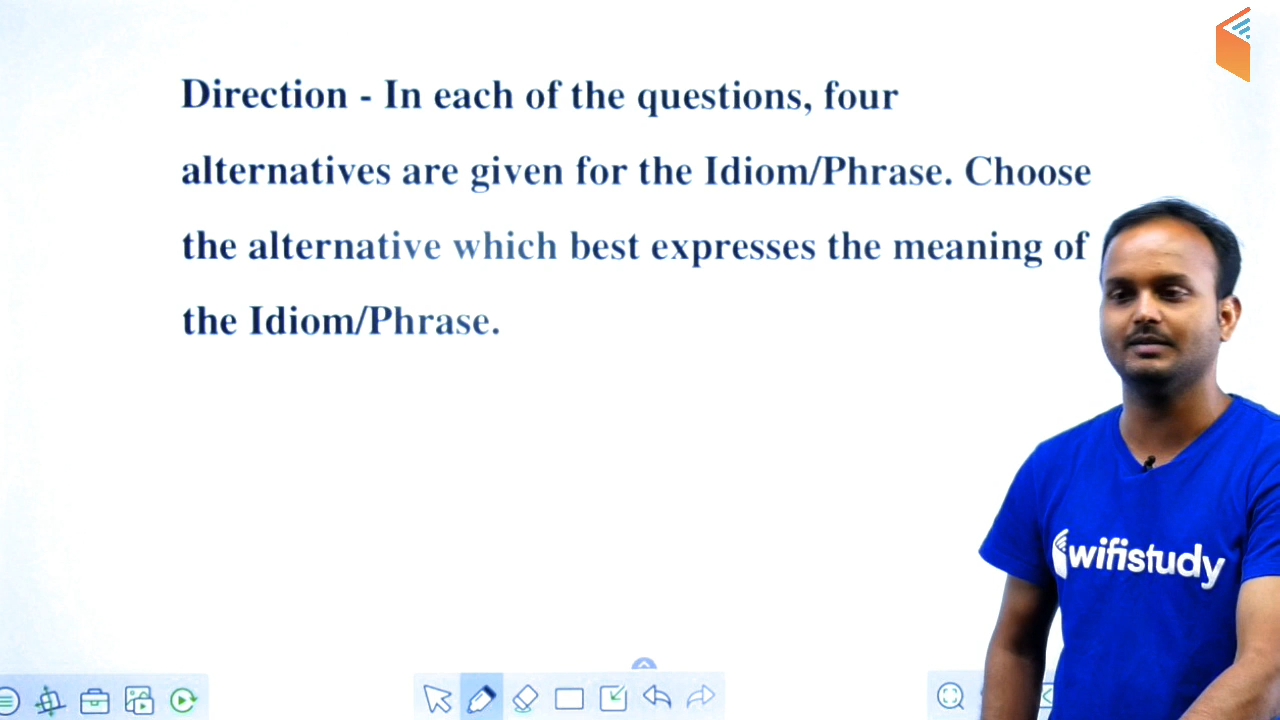 Direction - In each of the questions, four
alternatives are given for the Idiom/Phrase. Choose
the alternative which best expresses the meaning of
the Idiom/Phrase.
wifistudy